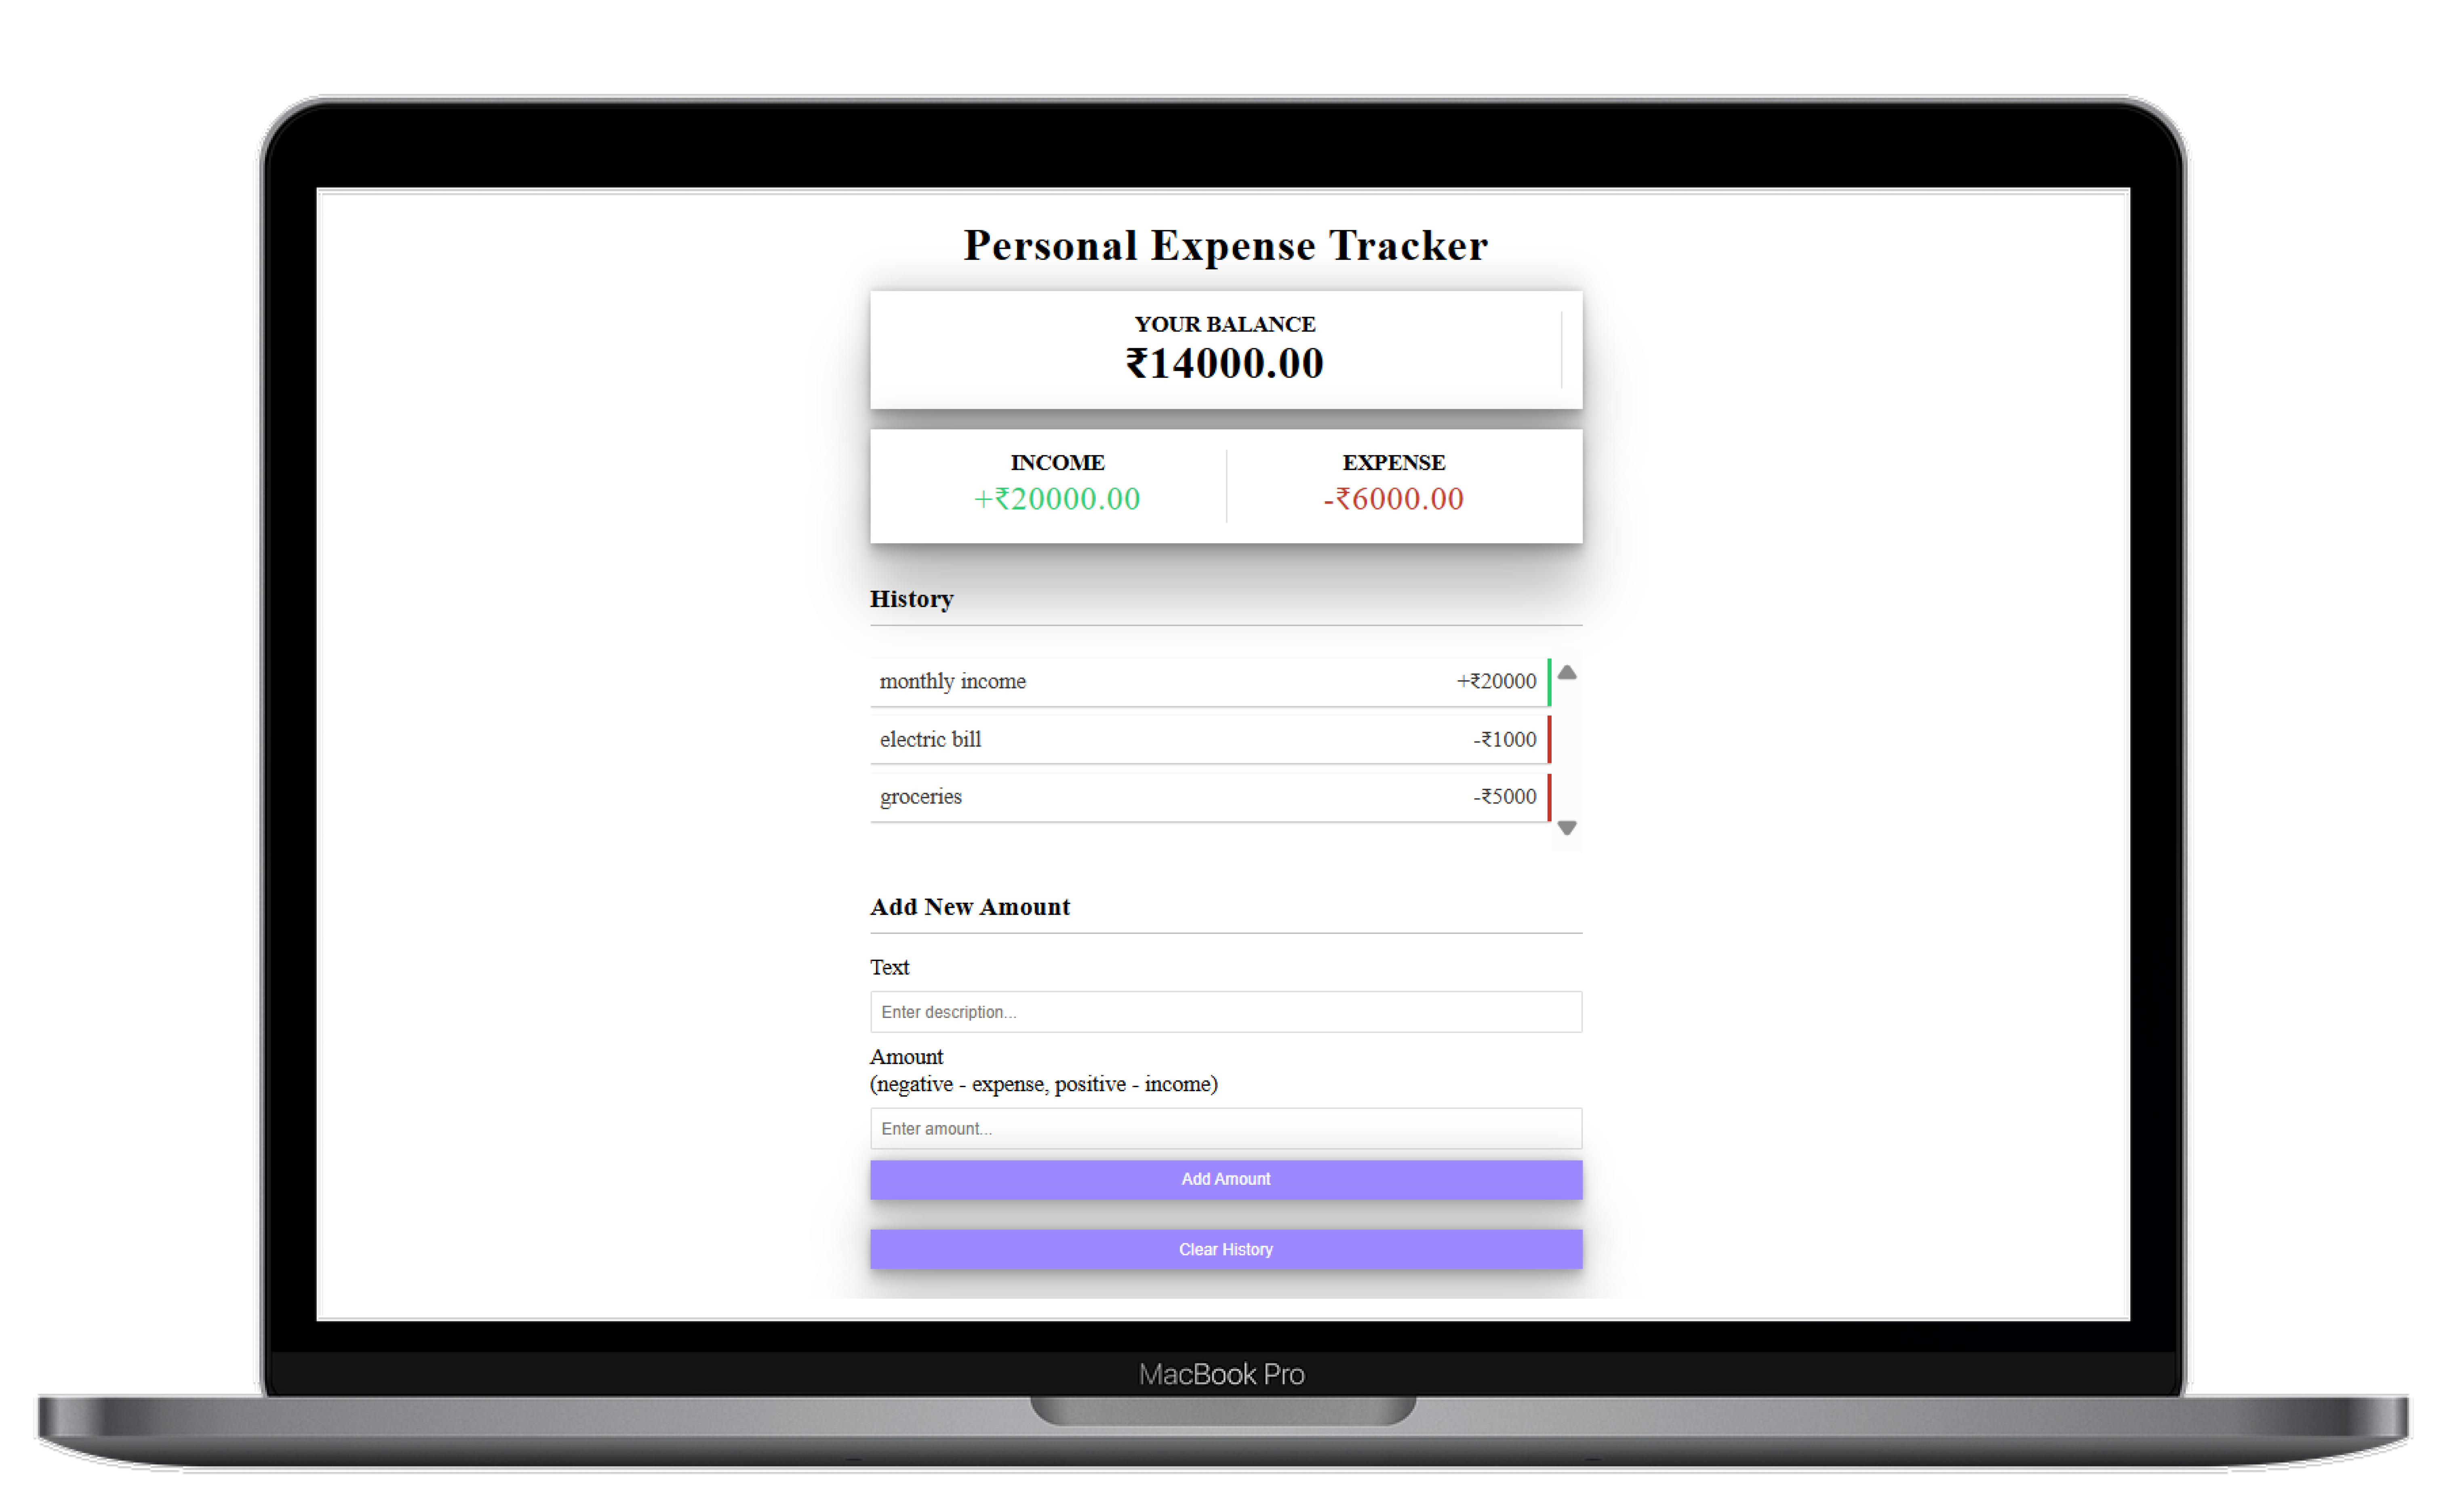 Personal Expense Tracker
YOUR BALANCE
₹14000.00
INCOME
+₹20000.00
EXPENSE
-₹6000.00
History
monthly income +₹20000
electric bill -₹1000
groceries -₹5000
Add New Amount
Text
Enter description...
Amount
(negative - expense, positive - income)
Enter amount...
Add Amount
Clear History
MacBook Pro